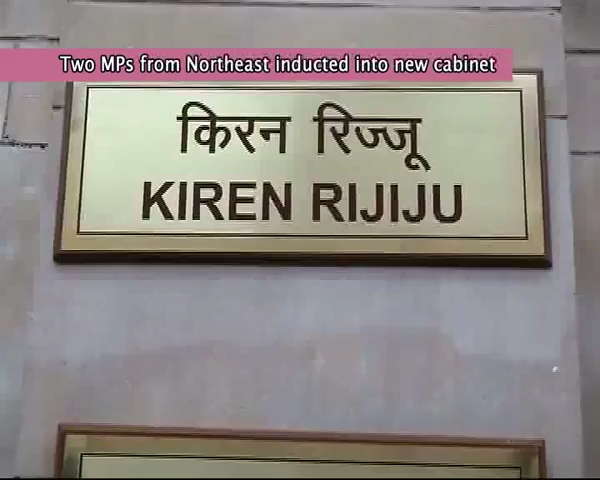 Two MPs from Northeast inducted into new cabinet
किरन रिज्जू
KIREN RIJIJU